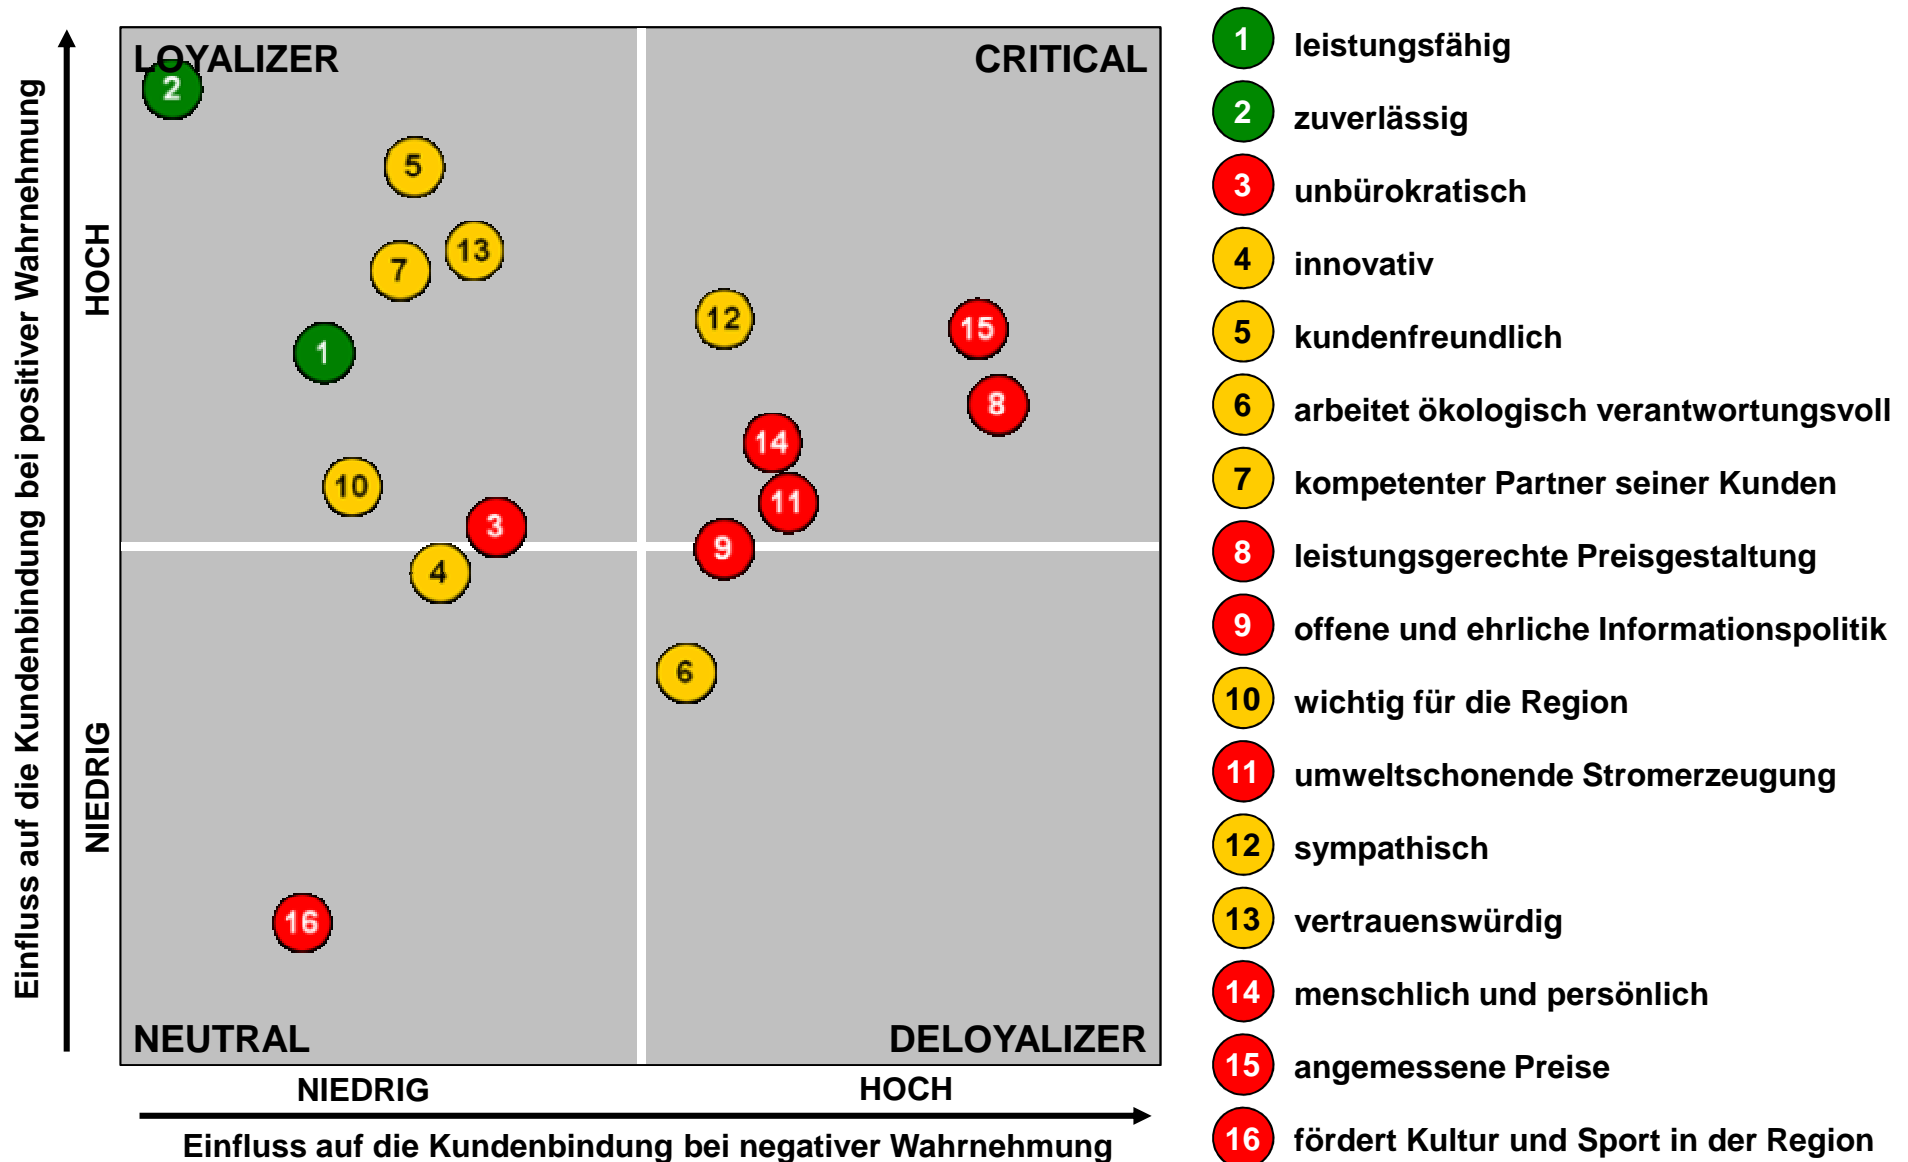 Einfluss auf die Kundenbindung bei positiver Wahrnehmung
HOCH
NIEDRIG
LOYALIZER
CRITICAL
2
5
13
7
12
15
1
8
14
10
11
3
9
4
6
16
NEUTRAL
DELOYALIZER
NIEDRIG
HOCH
Einfluss auf die Kundenbindung bei negativer Wahrnehmung
1 leistungsfähig
2 zuverlässig
3 unbürokratisch
4 innovativ
5 kundenfreundlich
6 arbeitet ökologisch verantwortungsvoll
7 kompetenter Partner seiner Kunden
8 leistungsgerechte Preisgestaltung
9 offene und ehrliche Informationspolitik
10 wichtig für die Region
11 umweltschonende Stromerzeugung
12 sympathisch
13 vertrauenswürdig
14 menschlich und persönlich
15 angemessene Preise
16 fördert Kultur und Sport in der Region